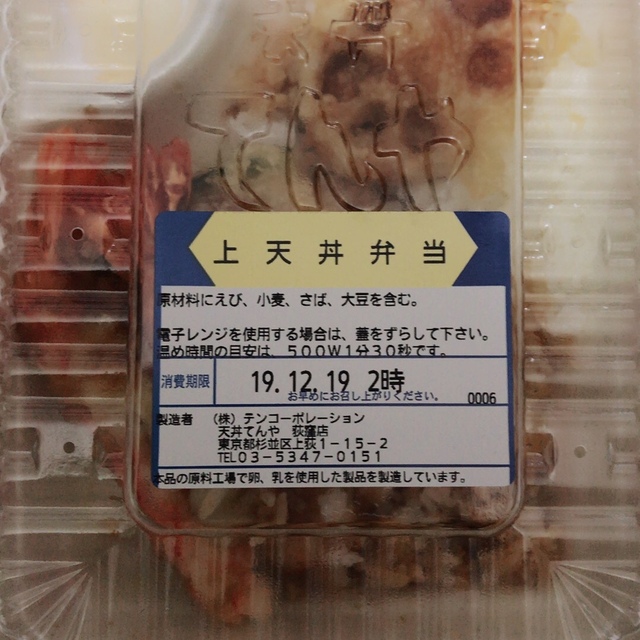 天丼
てんや
上天丼弁当
原材料にえび、小麦、さば、大豆を含む。
電子レンジを使用する場合は、蓋をずらして下さい。
温め時間の目安は、500W1分30秒です。
消費期限 19.12.19 2時
お早めにお召し上がりください。 0006
製造者 (株)テンコーポレーション
天丼てんや 荻窪店
東京都杉並区上荻1-15-2
TEL03-5347-0151
本品の原料工場で卵、乳を使用した製品を製造しています。